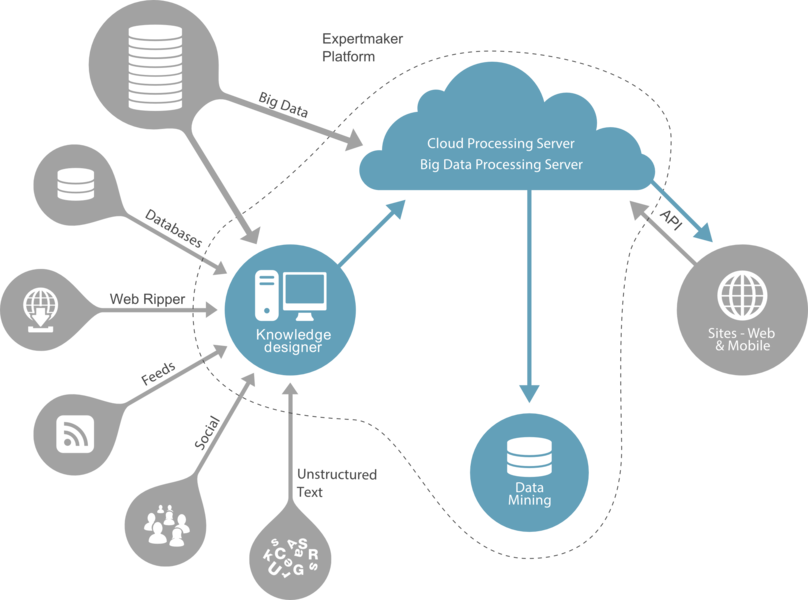 Expertmaker
Platform
Big Data
Cloud Processing Server
Big Data Processing Server
Databases
API
Web Ripper
Knowledge
designer
Sites - Web
& Mobile
Feeds
Social
Unstructured
Text
Data
Mining
s
A
S
K
C
a
R
e
U
r
G
s